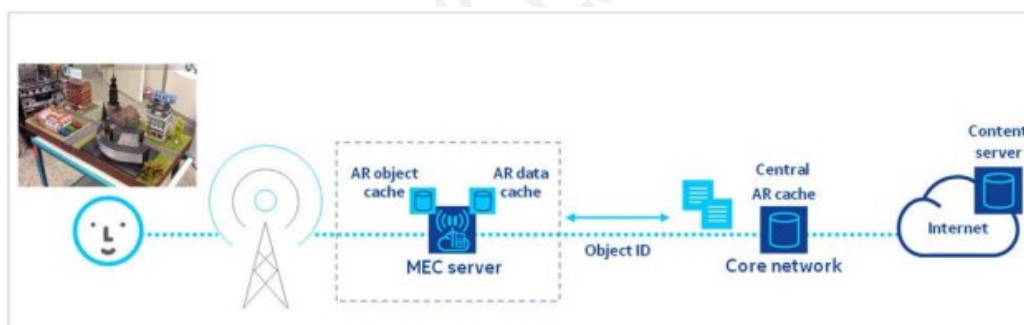 AR object
cache
AR data
cache
MEC server
Object ID
Central
AR cache
Core network
Content
server
Internet